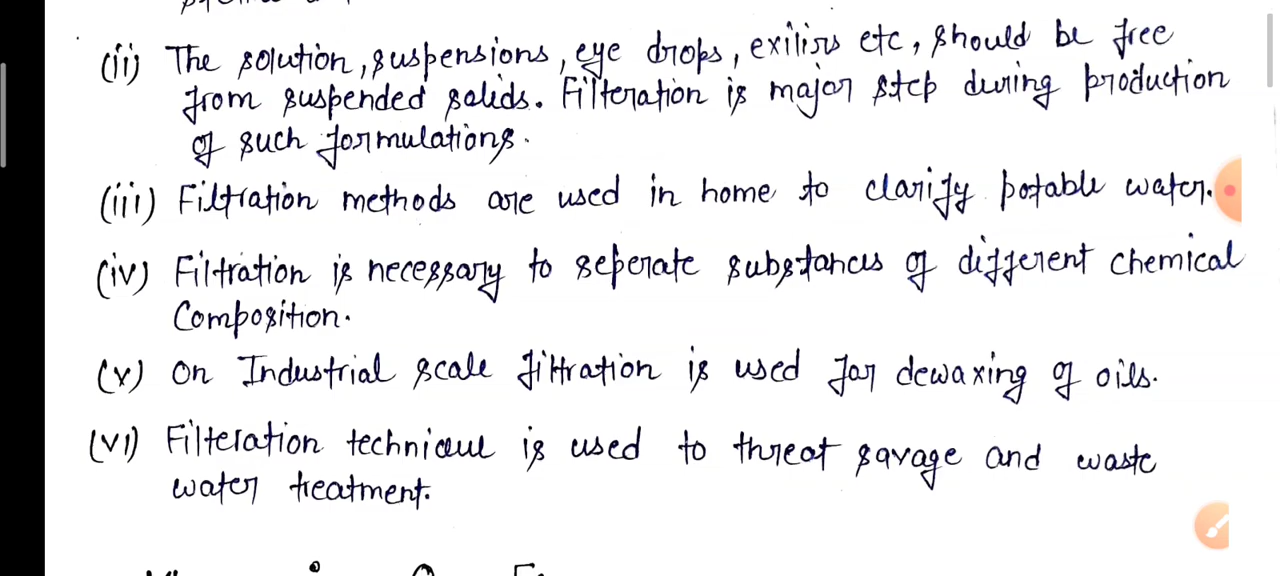 (ii) The solution, suspensions, eye drops, exilirs etc, should be free
from suspended solids. Filteration is major step during production
of such formulations.
(iii) Filtration methods are used in home to clarify potable water.
(iv) Filtration is necessary to seperate substances of different chemical
Composition.
(v) On Industrial scale filtration is used for dewaxing of oils.
(vi) Filteration technique is used to threat savage and waste
water treatment.